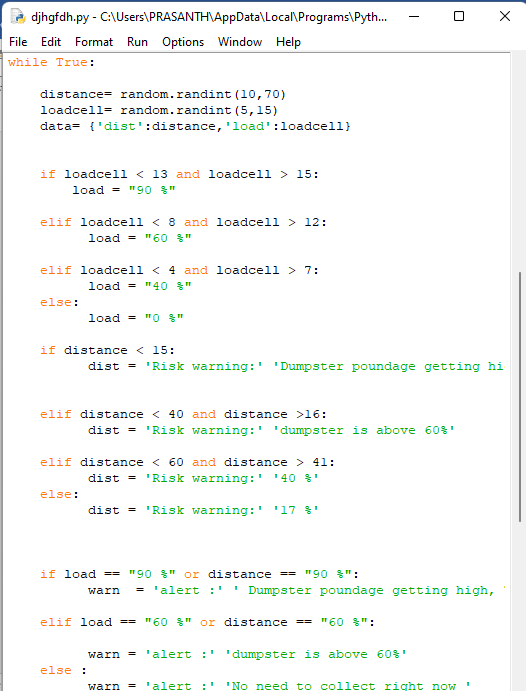 djhgfdh.py - C:\Users\PRASANTH\AppData\Local\Programs\Pyth...
File Edit Format Run Options Window Help
while True:
distance= random.randint(10,70)
loadcell= random.randint(5,15)
data= {'dist':distance,'load':loadcell}
if loadcell < 13 and loadcell > 15:
load = "90 %"
elif loadcell < 8 and loadcell > 12:
load = "60 %"
elif loadcell < 4 and loadcell > 7:
load = "40 %"
else:
load = "0 %"
if distance < 15:
dist = 'Risk warning:' 'Dumpster poundage getting hi
elif distance < 40 and distance >16:
dist = 'Risk warning:' 'dumpster is above 60%'
elif distance < 60 and distance > 41:
dist = 'Risk warning:' '40 %'
else:
dist = 'Risk warning:' '17 %'
if load == "90 %" or distance == "90 %":
warn  = 'alert :' ' Dumpster poundage getting high,
elif load == "60 %" or distance == "60 %":
warn = 'alert :' 'dumpster is above 60%'
else :
warn = 'alert :' 'No need to collect right now '